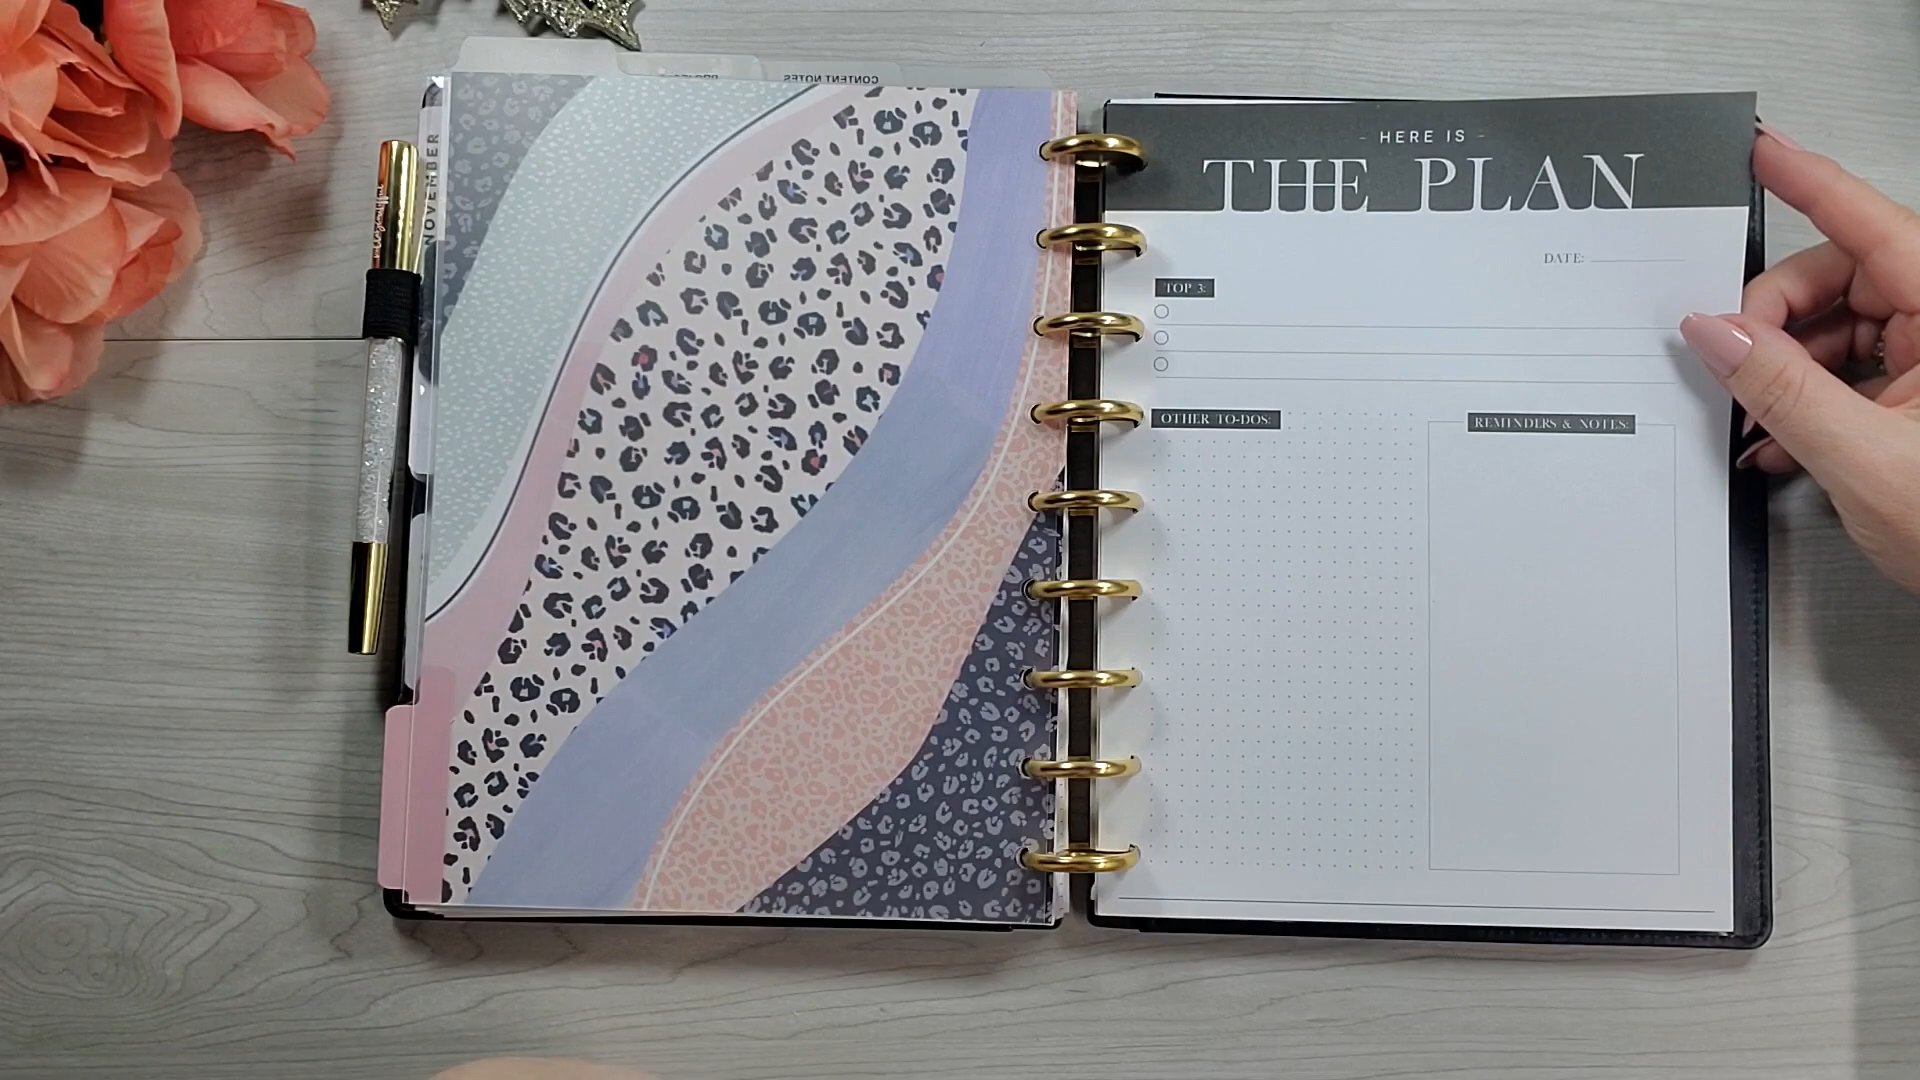 CONTENT NOTES
NOVEMBER
- HERE IS -
THE PLAN
DATE:
TOP 3:
OTHER TO-DOS:
REMINDERS & NOTES: